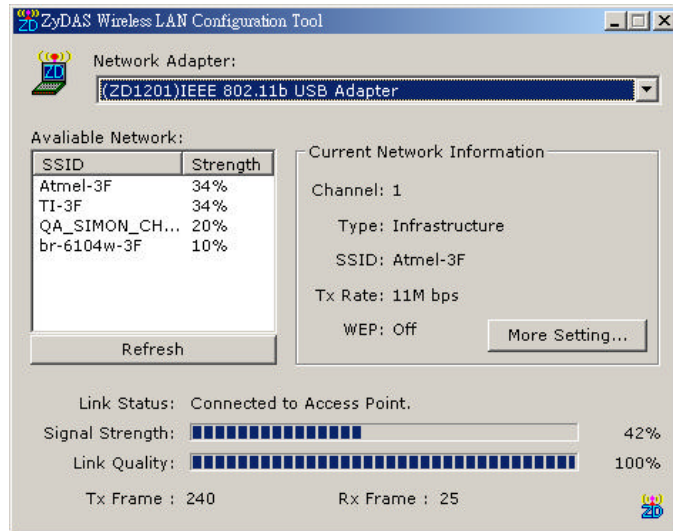 ZD ZyDAS Wireless LAN Configuration Tool
ZD
Network Adapter:
(ZD1201)IEEE 802.11b USB Adapter
Avaliable Network:
SSID Strength
Atmel-3F 34%
TI-3F 34%
QA_SIMON_CH... 20%
br-6104w-3F 10%
Refresh
Current Network Information
Channel: 1
Type: Infrastructure
SSID: Atmel-3F
Tx Rate: 11M bps
WEP: Off
More Setting...
Link Status: Connected to Access Point.
Signal Strength: 42%
Link Quality: 100%
Tx Frame : 240 Rx Frame : 25
ZD